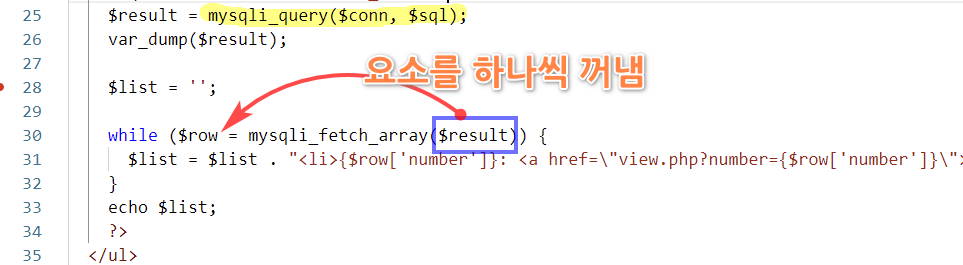 25 $result = mysqli_query($conn, $sql);
26 var_dump($result);
27
요소를 하나씩 꺼냄
28 $list = '';
29
30 while ($row = mysqli_fetch_array($result)) {
31 $list = $list . "<li>{$row['number']}: <a href=\"view.php?number={$row['number']}\">
32 }
33 echo $list;
34 ?>
35 </ul>